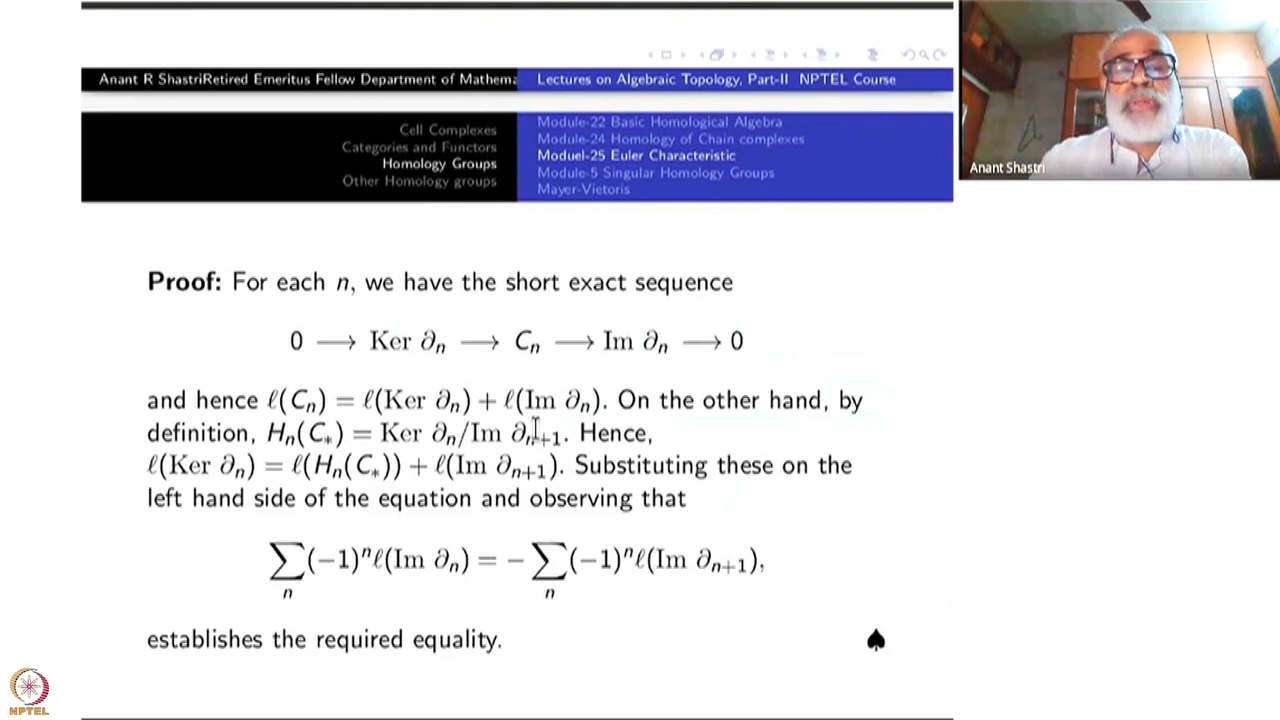 Anant R ShastriRetired Emeritus Fellow Department of Mathema
Lectures on Algebraic Topology, Part-II NPTEL Course
Cell Complexes
Categories and Functors
Homology Groups
Other Homology groups
Module-22 Basic Homological Algebra
Module-24 Homology of Chain complexes
Moduel-25 Euler Characteristic
Module-5 Singular Homology Groups
Mayer-Victoris
Anant Shastri
Proof: For each n, we have the short exact sequence
0 ⟶ Ker ∂ₙ ⟶ Cₙ ⟶ Im ∂ₙ ⟶ 0
and hence ℓ(Cₙ) = ℓ(Ker ∂ₙ) + ℓ(Im ∂ₙ). On the other hand, by
definition, Hₙ(C∗) = Ker ∂ₙ/Im ∂ₙ₊₁. Hence,
ℓ(Ker ∂ₙ) = ℓ(Hₙ(C∗)) + ℓ(Im ∂ₙ₊₁). Substituting these on the
left hand side of the equation and observing that
∑ₙ(−1)ⁿℓ(Im ∂ₙ) = − ∑ₙ(−1)ⁿℓ(Im ∂ₙ₊₁),
establishes the required equality. ♠
NPTEL